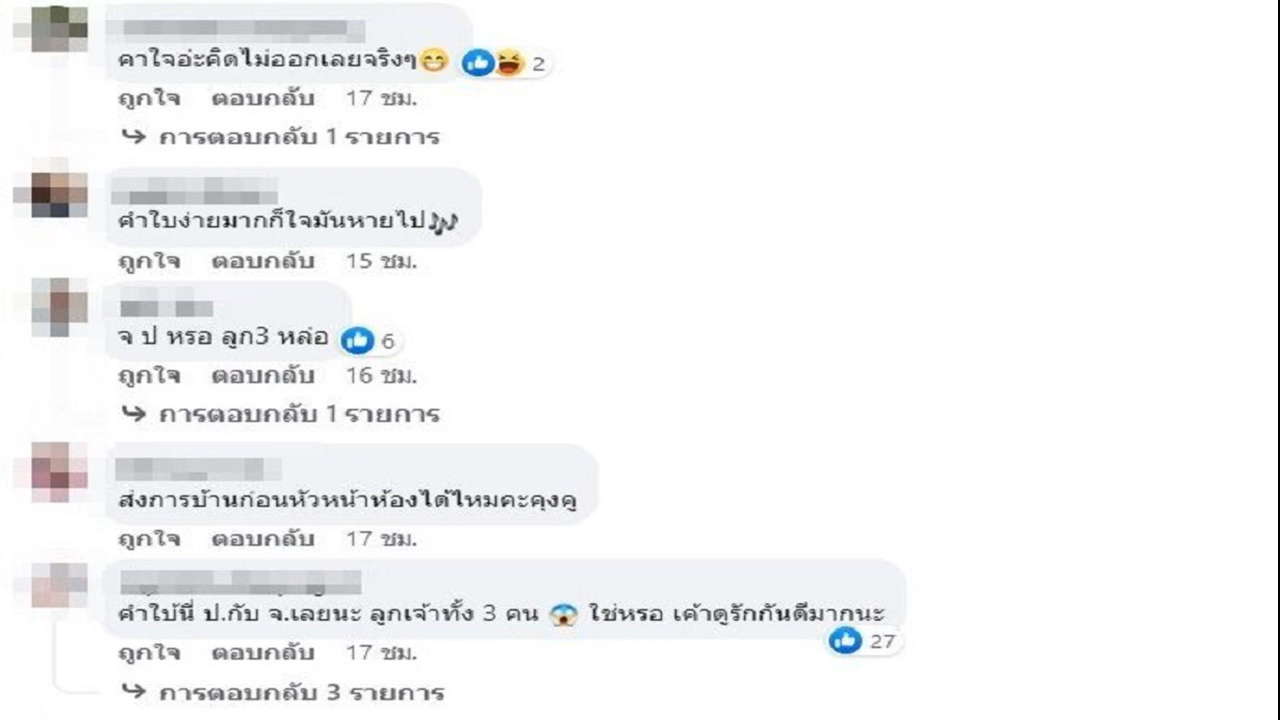 คาใจอ่ะคิดไม่ออกเลยจริงๆ😁 2
ถูกใจ ตอบกลับ 17 ชม.
การตอบกลับ 1 รายการ
คำใบง่ายมากก็ใจมันหายไป🎶
ถูกใจ ตอบกลับ 15 ชม.
จ ป หรอ ลูก3 หล่อ 6
ถูกใจ ตอบกลับ 16 ชม.
การตอบกลับ 1 รายการ
ส่งการบ้านก่อนหัวหน้าห้องได้ไหมคะคุงคู
ถูกใจ ตอบกลับ 17 ชม.
คำใบ้นี่ ป.กับ จ.เลยนะ ลูกเจ้าทั้ง 3 คน 😱 ใช่หรอ เค้าดูรักกันดีมากนะ
27
ถูกใจ ตอบกลับ 17 ชม.
การตอบกลับ 3 รายการ